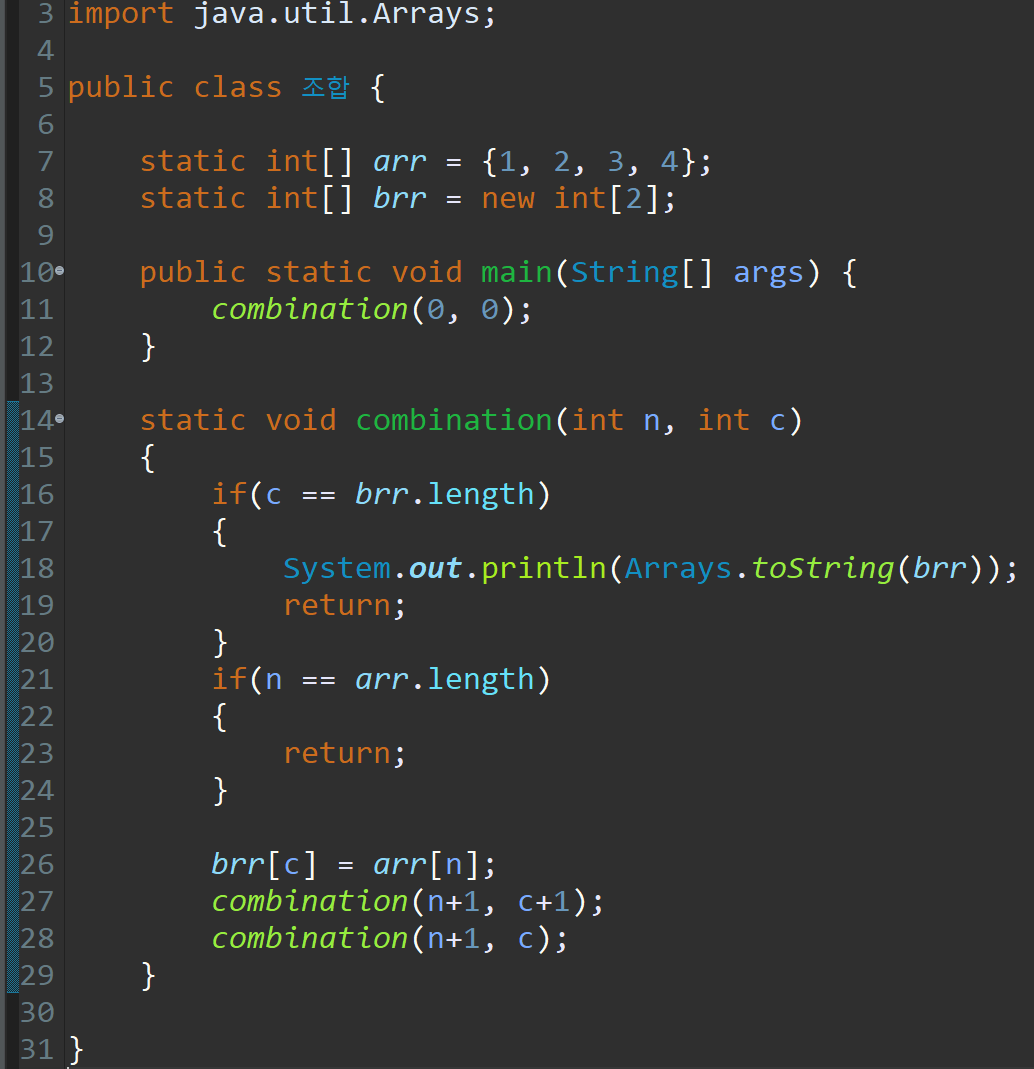 3 import java.util.Arrays;
4
5 public class 조합 {
6
7     static int[] arr = {1, 2, 3, 4};
8     static int[] brr = new int[2];
9
10     public static void main(String[] args) {
11         combination(0, 0);
12     }
13
14     static void combination(int n, int c)
15     {
16         if(c == brr.length)
17         {
18             System.out.println(Arrays.toString(brr));
19             return;
20         }
21         if(n == arr.length)
22         {
23             return;
24         }
25
26         brr[c] = arr[n];
27         combination(n+1, c+1);
28         combination(n+1, c);
29     }
30
31 }